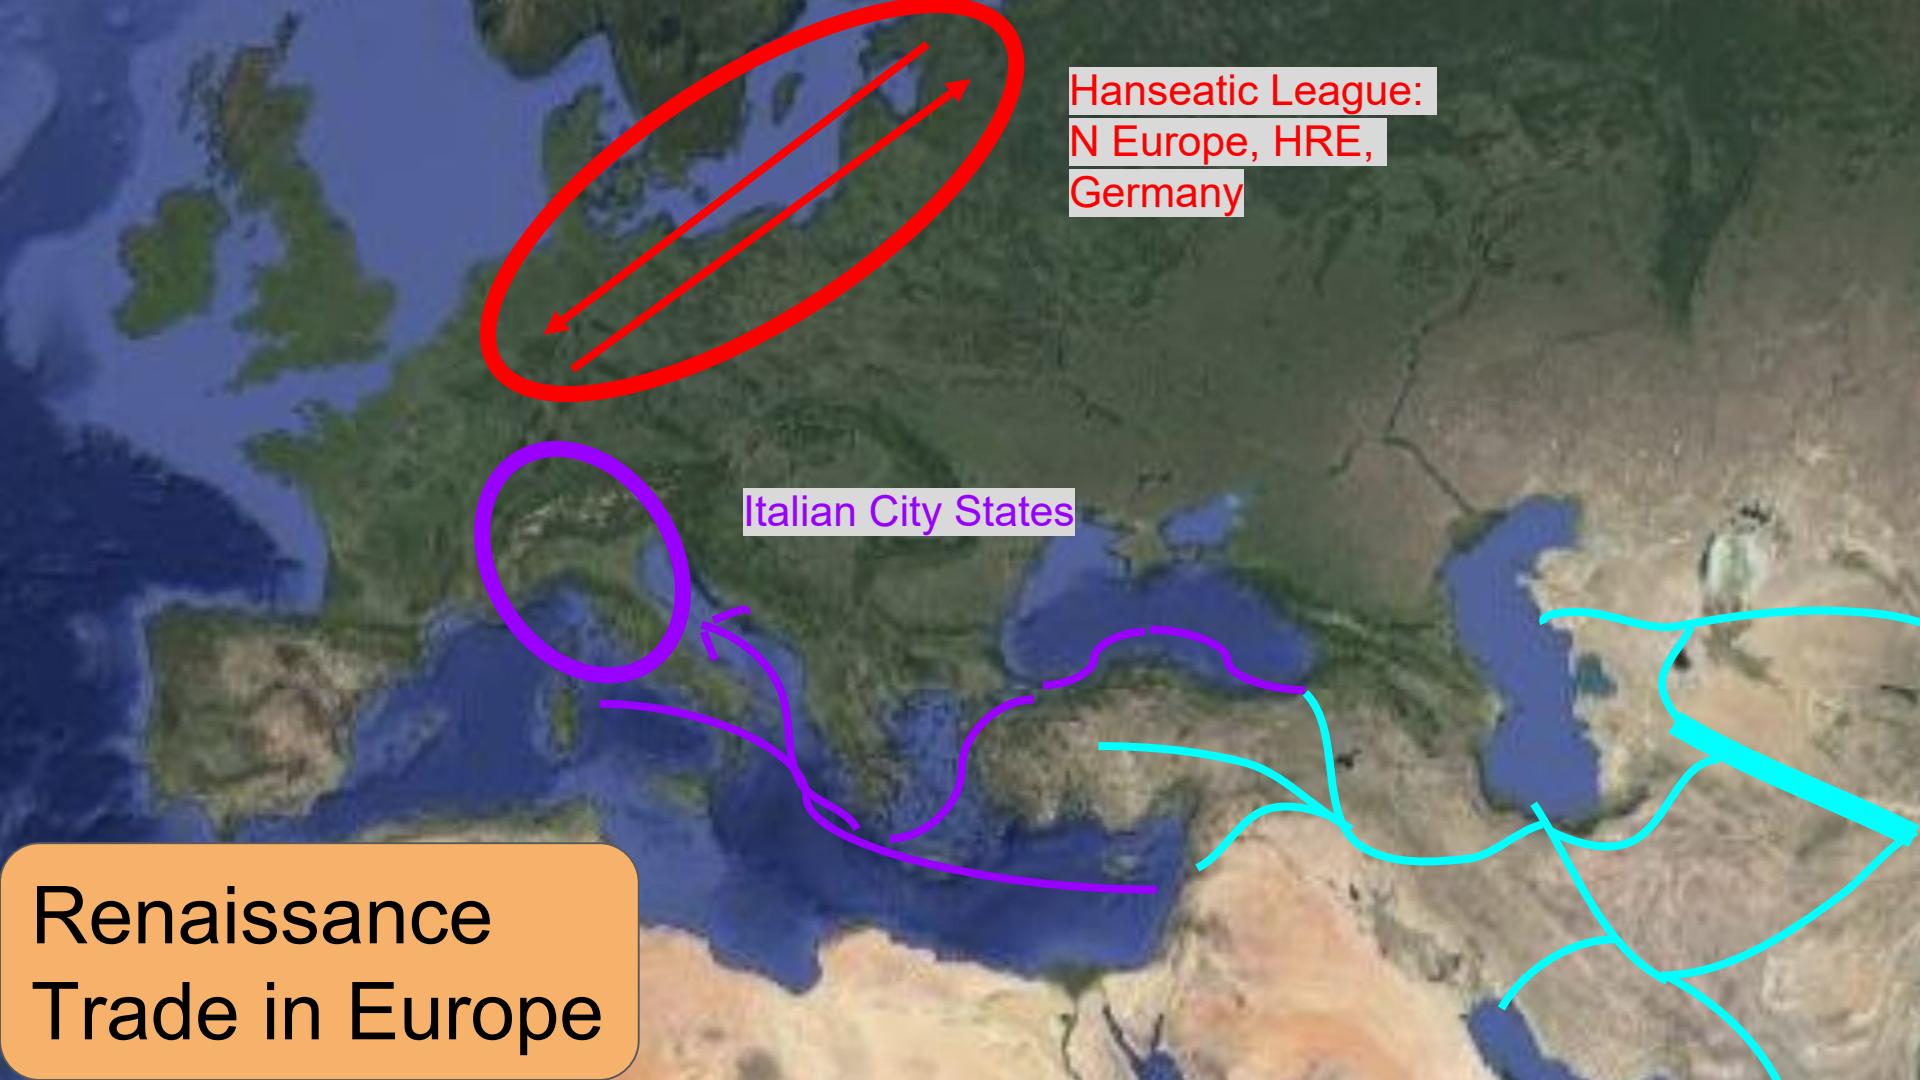 Hanseatic League:
N Europe, HRE,
Germany
Italian City States
Renaissance
Trade in Europe